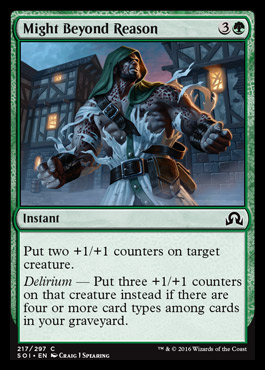 Might Beyond Reason 3
Instant
Put two +1/+1 counters on target
creature.
Delirium — Put three +1/+1 counters
on that creature instead if there are
four or more card types among cards
in your graveyard.
217/297 C
SOI • EN Craig J Spearing
™ & © 2016 Wizards of the Coast